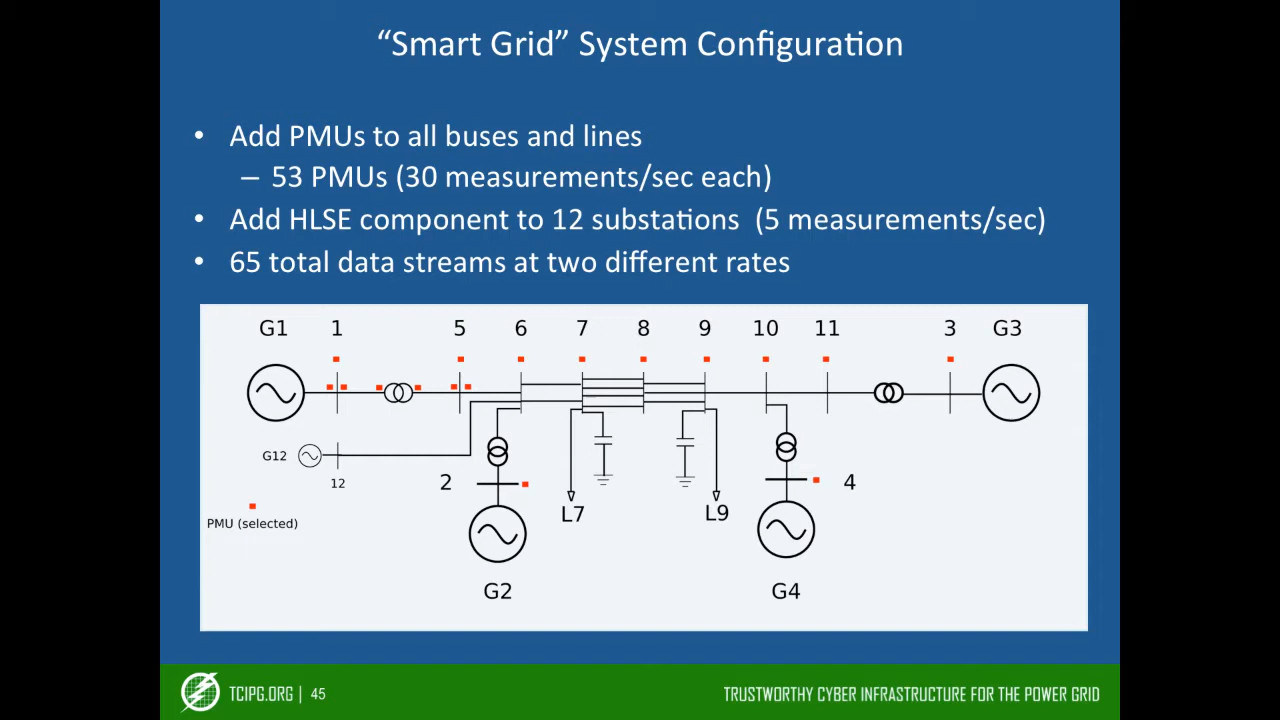 “Smart Grid” System Configuration
• Add PMUs to all buses and lines
– 53 PMUs (30 measurements/sec each)
• Add HLSE component to 12 substations (5 measurements/sec)
• 65 total data streams at two different rates
G1 1 5 6 7 8 9 10 11 3 G3
G12
12
2
4
PMU (selected)
L7
L9
G2
G4
TCIPG.ORG | 45
TRUSTWORTHY CYBER INFRASTRUCTURE FOR THE POWER GRID